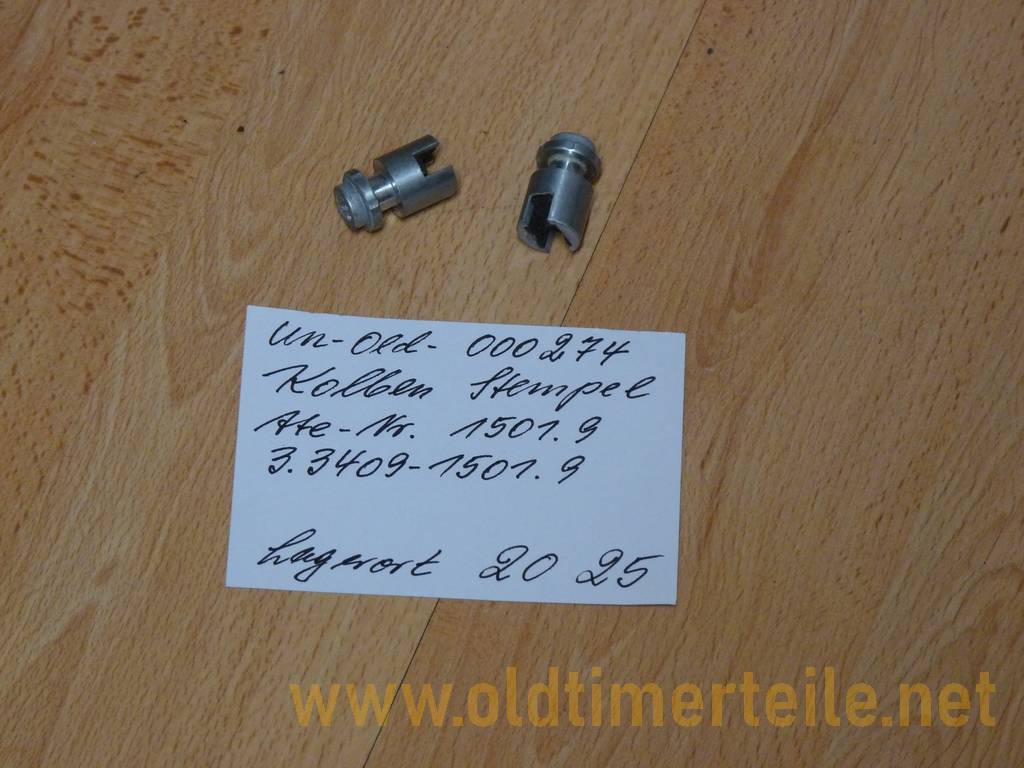 Un-Old- 000274
Kolben Stempel
Ate-Nr. 1501.9
3.3409-1501.9
Lagerort 20 25
www.oldtimerteile.net